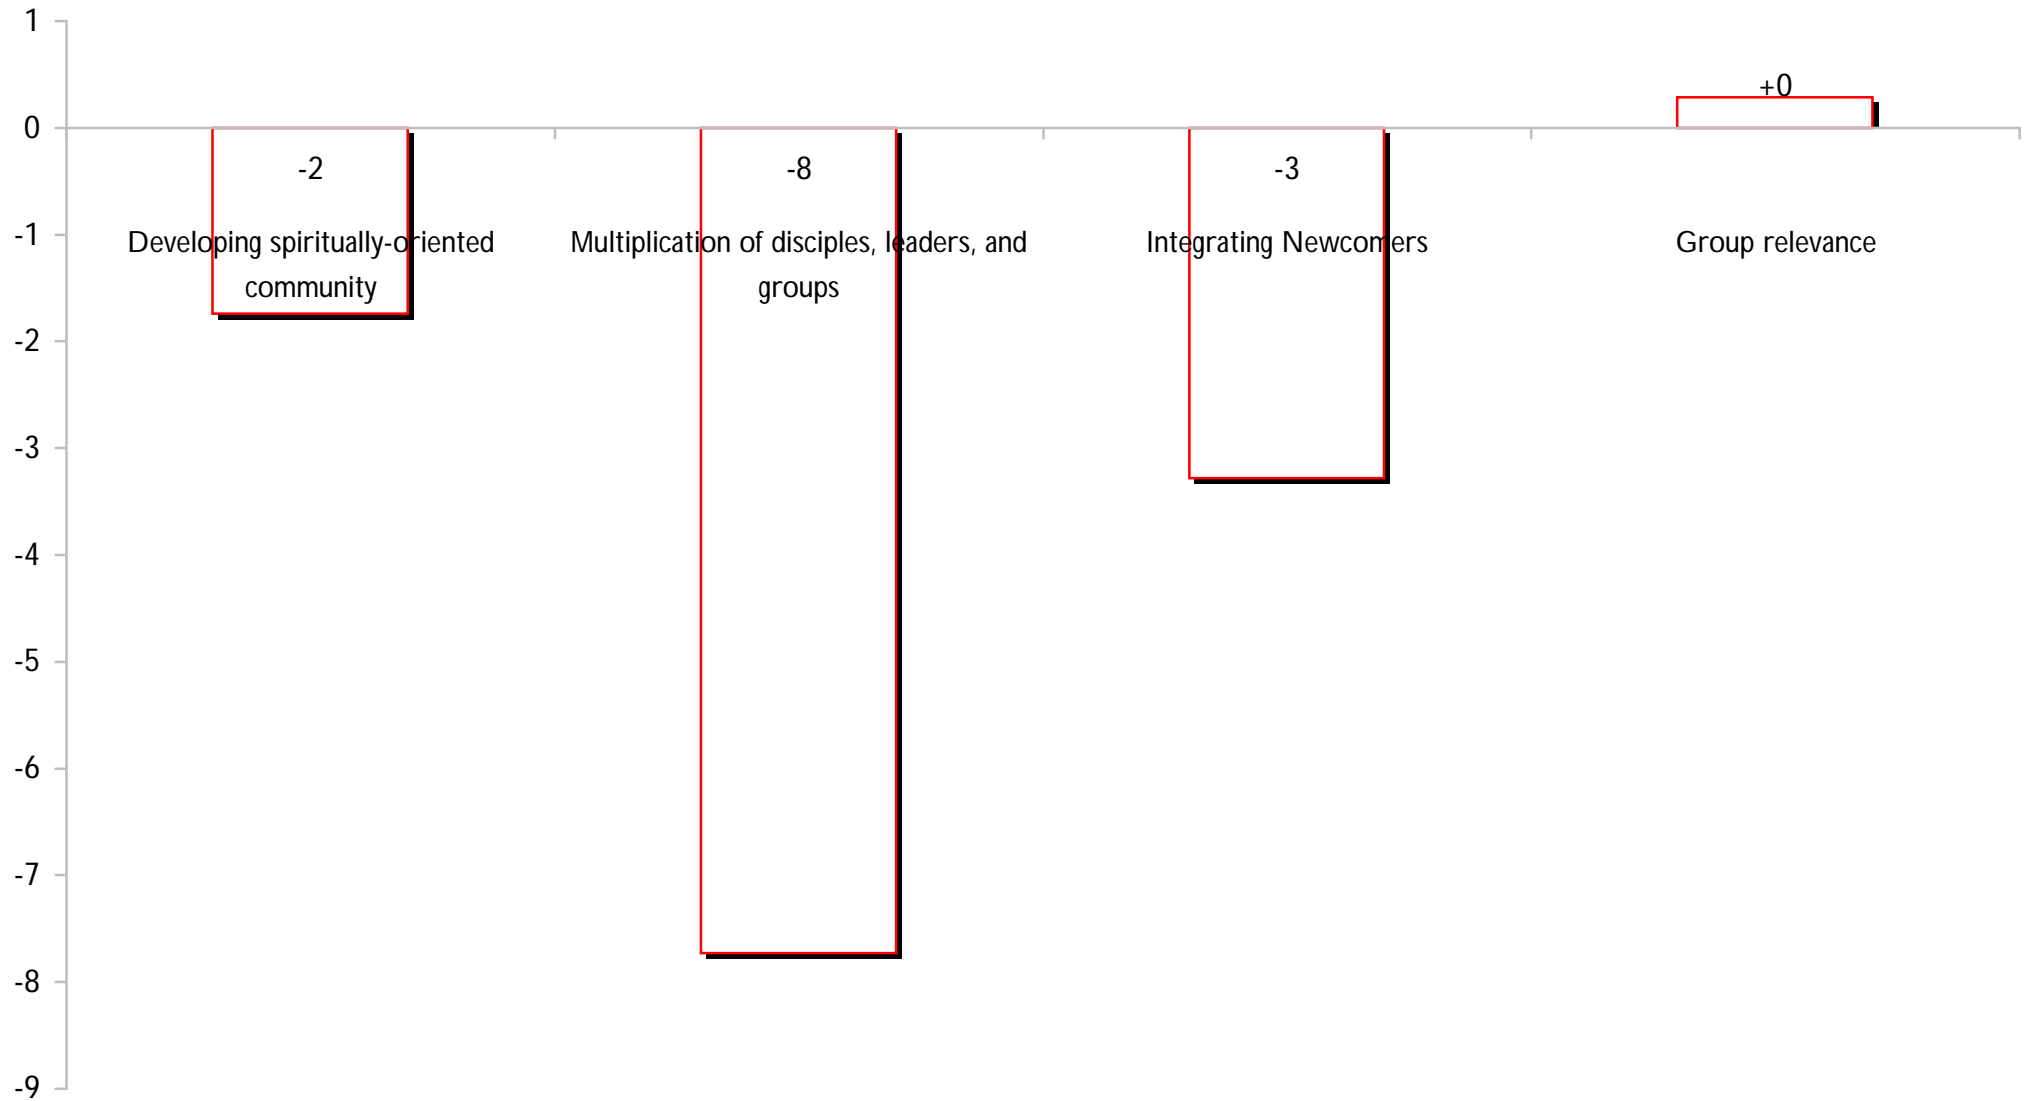 1
+0
0
-2
-8
-3
-1
Developing spiritually-oriented
community
Multiplication of disciples, leaders, and
groups
Integrating Newcomers
Group relevance
-2
-3
-4
-5
-6
-7
-8
-9